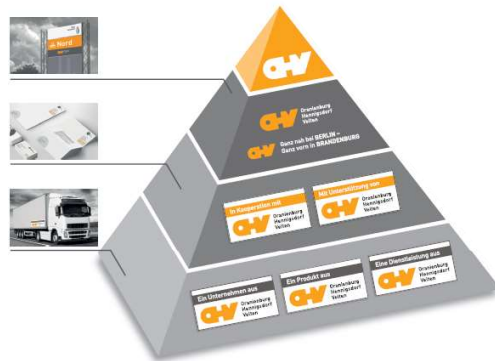 Nord
OHV
OHV
Oranienburg
Hennigsdorf
Velten
OHV
Ganz nah bei BERLIN –
Ganz vorn in BRANDENBURG
In Kooperation mit
OHV
Oranienburg
Hennigsdorf
Velten
Mit Unterstützung von
OHV
Oranienburg
Hennigsdorf
Velten
Ein Unternehmen aus
OHV
Oranienburg
Hennigsdorf
Velten
Ein Produkt aus
OHV
Oranienburg
Hennigsdorf
Velten
Eine Dienstleistung aus
OHV
Oranienburg
Hennigsdorf
Velten